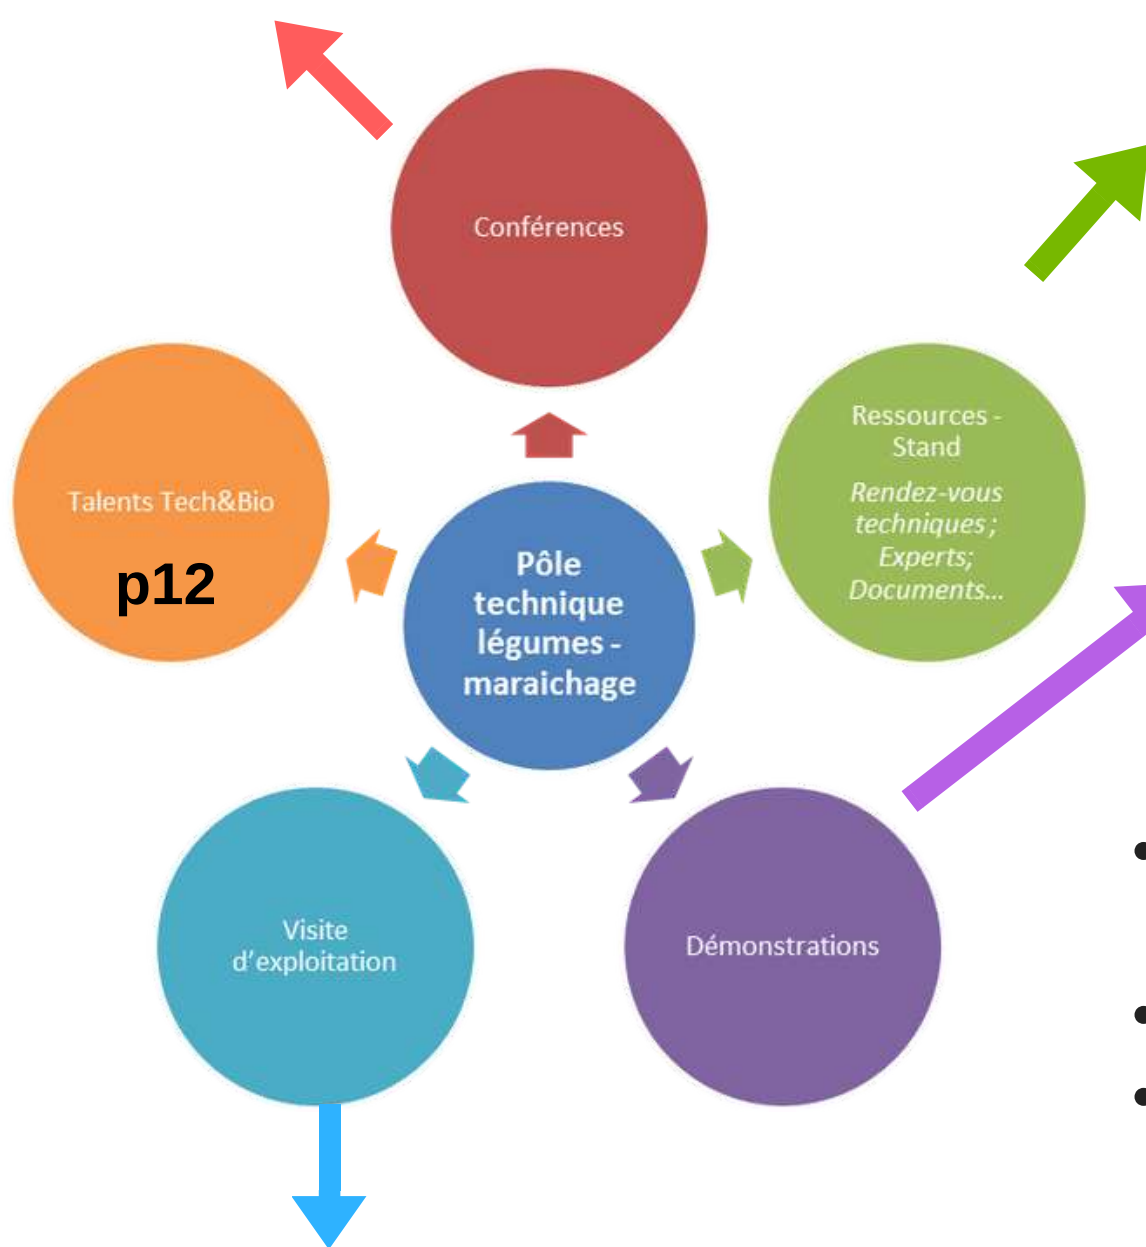 Conférences
Ressources -
Stand
Rendez-vous
techniques ;
Experts;
Documents...
Talents Tech&Bio
p12
Pôle
technique
légumes -
maraichage
Visite
d'exploitation
Démonstrations
•
•
•